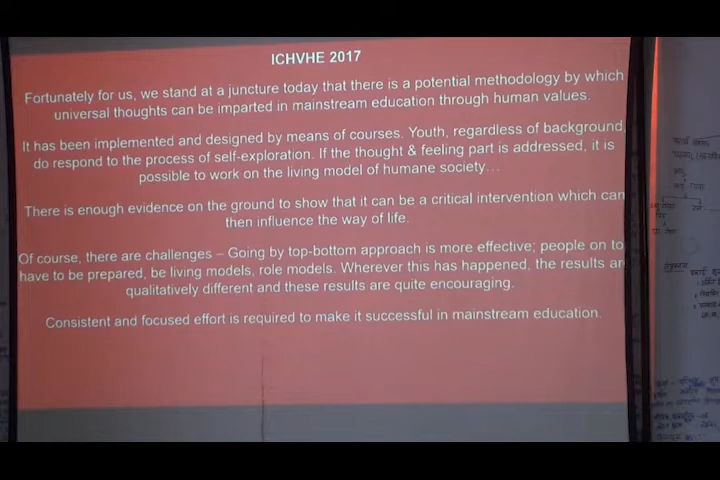 ICHVHE 2017
Fortunately for us, we stand at a juncture today that there is a potential methodology by which
universal thoughts can be imparted in mainstream education through human values.
It has been implemented and designed by means of courses. Youth, regardless of background,
do respond to the process of self-exploration. If the thought & feeling part is addressed, it is
possible to work on the living model of humane society…
There is enough evidence on the ground to show that it can be a critical intervention which can
then influence the way of life.
Of course, there are challenges – Going by top-bottom approach is more effective; people on to
have to be prepared, be living models, role models. Wherever this has happened, the results ar
qualitatively different and these results are quite encouraging.
Consistent and focused effort is required to make it successful in mainstream education.